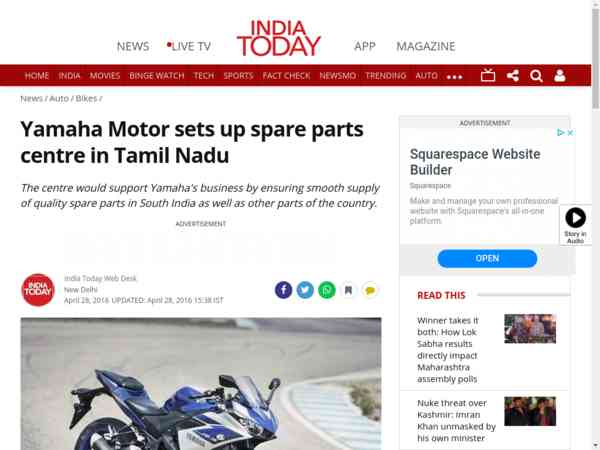 INDIA
TODAY
NEWS
LIVE TV
APP
MAGAZINE
HOME INDIA MOVIES BINGE WATCH TECH SPORTS FACT CHECK NEWSMO TRENDING AUTO
News / Auto / Bikes /
Yamaha Motor sets up spare parts
centre in Tamil Nadu
The centre would support Yamaha's business by ensuring smooth supply
of quality spare parts in South India as well as other parts of the country.
ADVERTISEMENT
INDIA
TODAY
India Today Web Desk
New Delhi
April 28, 2016 UPDATED: April 28, 2016 15:38 IST
YAMAHA
ADVERTISEMENT
Squarespace Website
Builder
Squarespace
Make and manage your own professional
website with Squarespace's all-in-one
platform.
OPEN
Story in
Audio
READ THIS
Winner takes it
both: How Lok
Sabha results
directly impact
Maharashtra
assembly polls
Nuke threat over
Kashmir: Imran
Khan unmasked by
his own minister